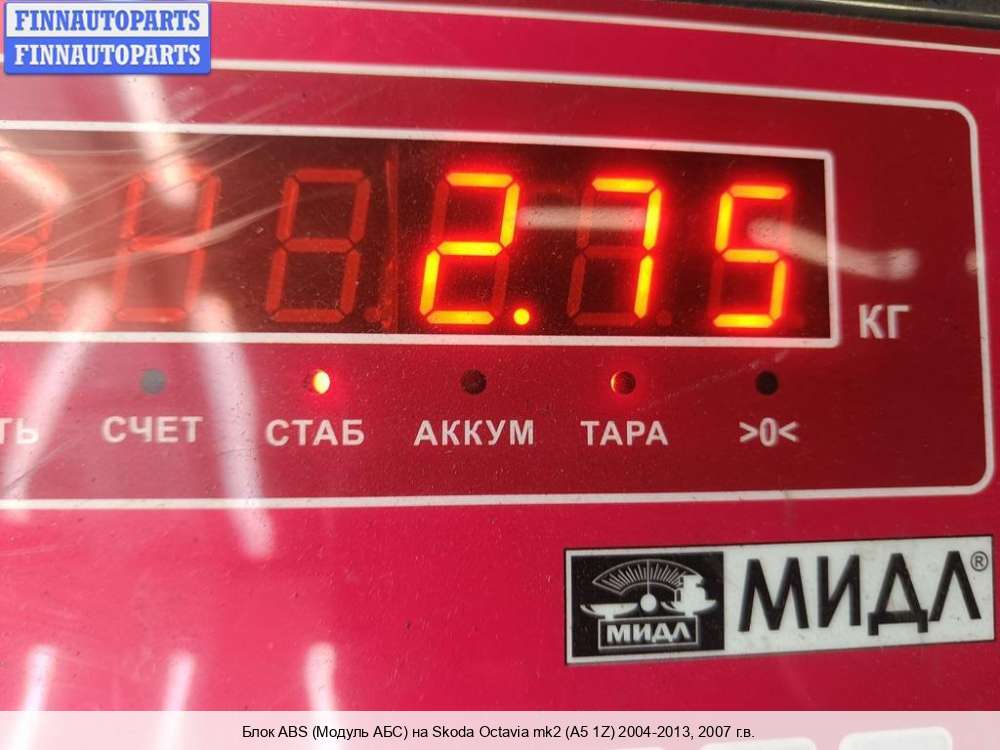 FINNAUTOPARTS
FINNAUTOPARTS
2.75
КГ
СЧЕТ СТАБ АККУМ ТАРА >0<
МИДЛ МИДЛ®
Блок ABS (Модуль АБС) на Skoda Octavia mk2 (A5 1Z) 2004-2013, 2007 г.в.